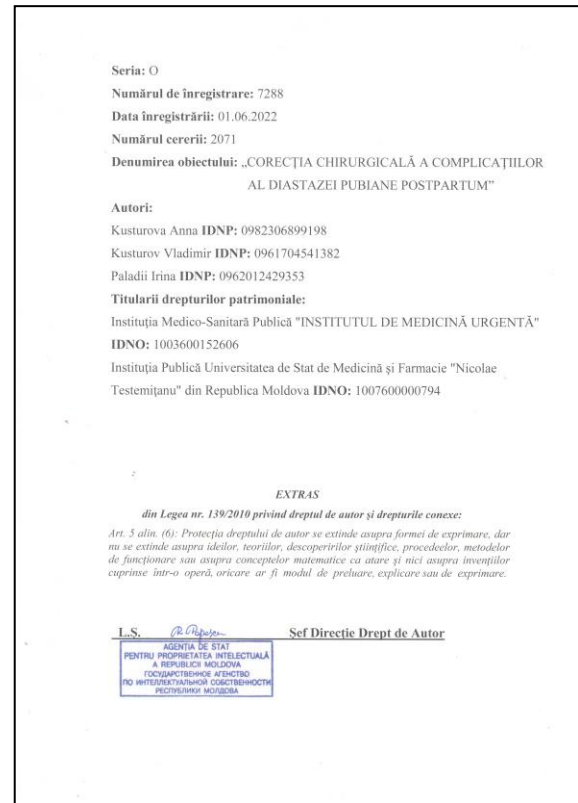 Seria: O
Numărul de înregistrare: 7288
Data înregistrării: 01.06.2022
Numărul cererii: 2071
Denumirea obiectului: „CORECȚIA CHIRURGICALĂ A COMPLICAȚIILOR
AL DIASTAZEI PUBIANE POSTPARTUM”
Autori:
Kusturova Anna IDNP: 0982306899198
Kusturov Vladimir IDNP: 0961704541382
Paladii Irina IDNP: 0962012429353
Titularii drepturilor patrimoniale:
Instituția Medico-Sanitară Publică "INSTITUTUL DE MEDICINĂ URGENTĂ"
IDNO: 1003600152606
Instituția Publică Universitatea de Stat de Medicină și Farmacie "Nicolae
Testemițanu" din Republica Moldova IDNO: 1007600000794
EXTRAS
din Legea nr. 139/2010 privind dreptul de autor și drepturile conexe:
Art. 5 alin. (6): Protecția dreptului de autor se extinde asupra formei de exprimare, dar
nu se extinde asupra ideilor, teoriilor, descoperirilor științifice, procedeelor, metodelor
de funcționare sau asupra conceptelor matematice ca atare și nici asupra invențiilor
cuprinse într-o operă, oricare ar fi modul de preluare, explicare sau de exprimare.
L.S. Șef Direcție Drept de Autor
AGENȚIA DE STAT
PENTRU PROPRIETATEA INTELECTUALĂ
A REPUBLICII MOLDOVA
ГОСУДАРСТВЕННОЕ АГЕНСТВО
ПО ИНТЕЛЛЕКТУАЛЬНОЙ СОБСТВЕННОСТИ
РЕСПУБЛИКИ МОЛДОВА